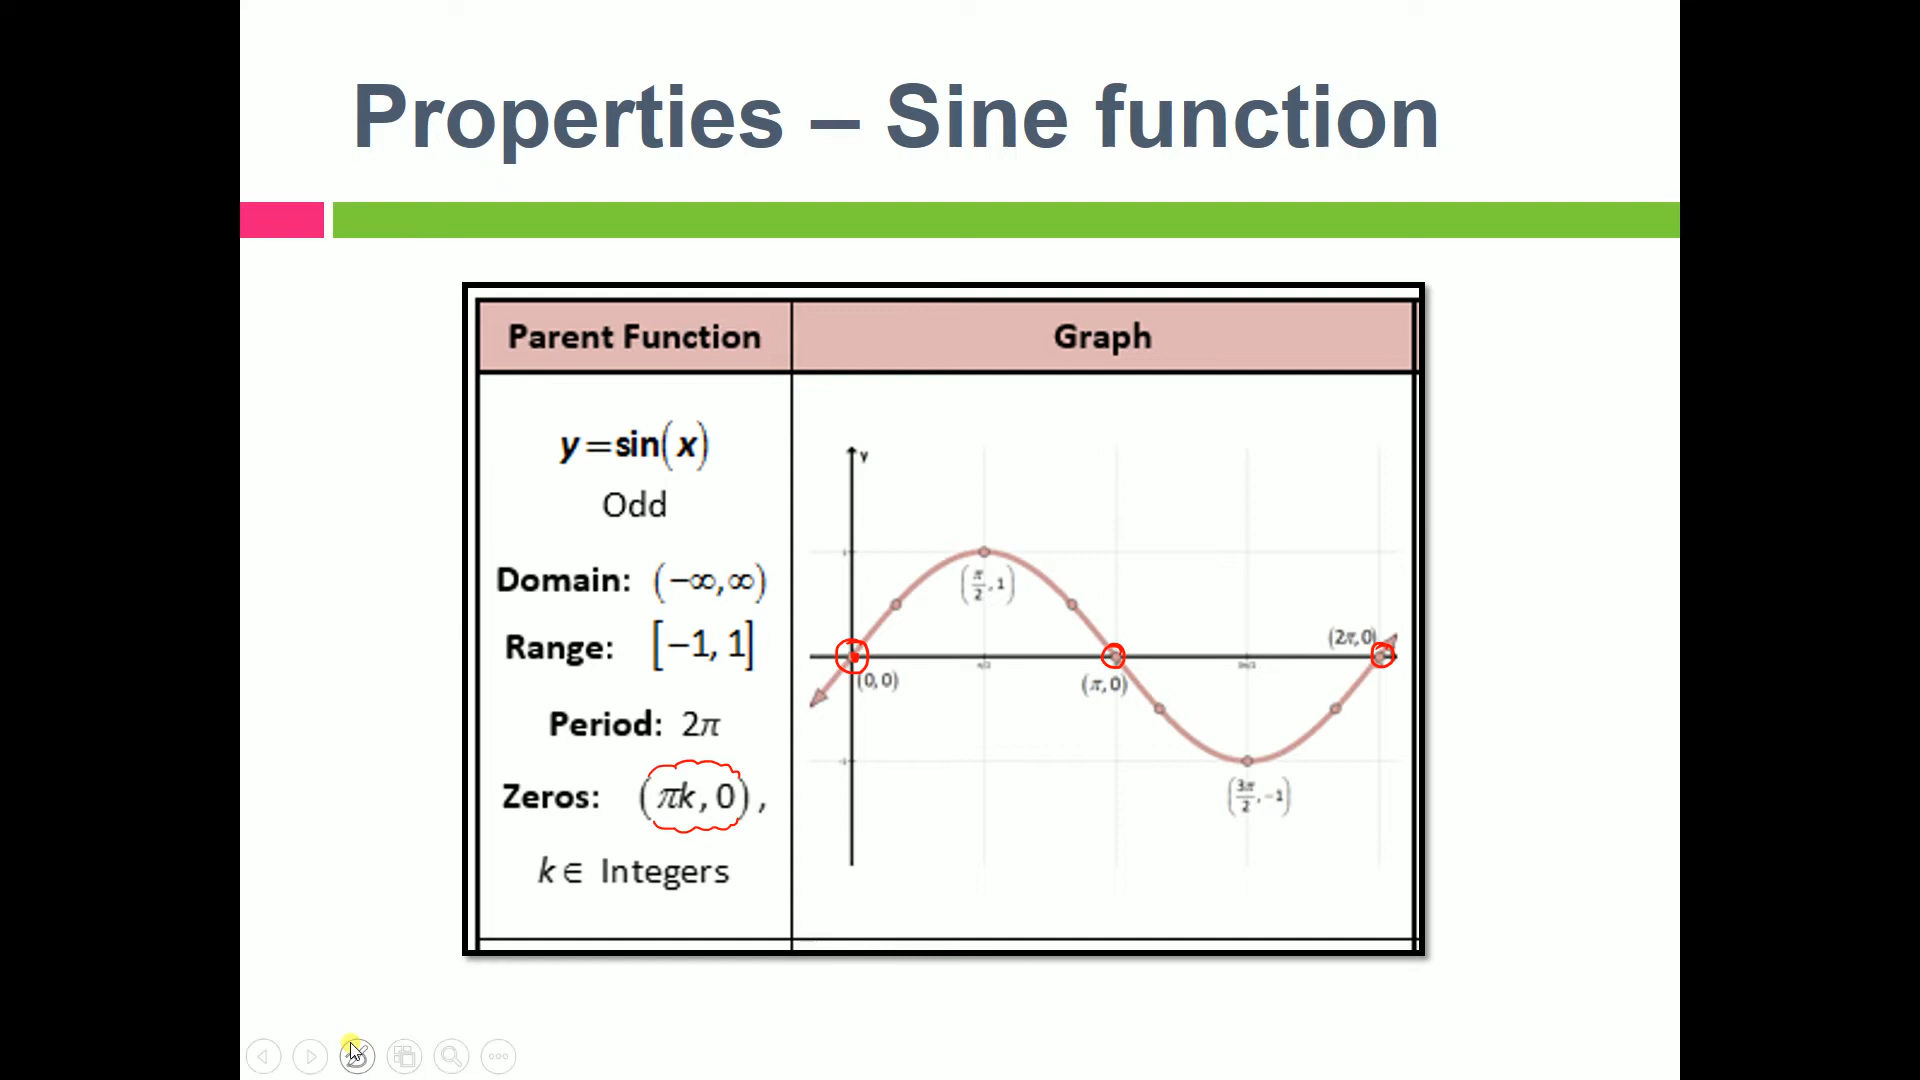 Properties – Sine function
Parent Function
Graph
y=sin(x)
Odd
Domain: (−∞,∞)
Range: [−1, 1]
Period: 2π
Zeros: (πk, 0),
k ∈ Integers
y
(π/2, 1)
(2π, 0)
(0, 0)
(π, 0)
(3π/2, −1)